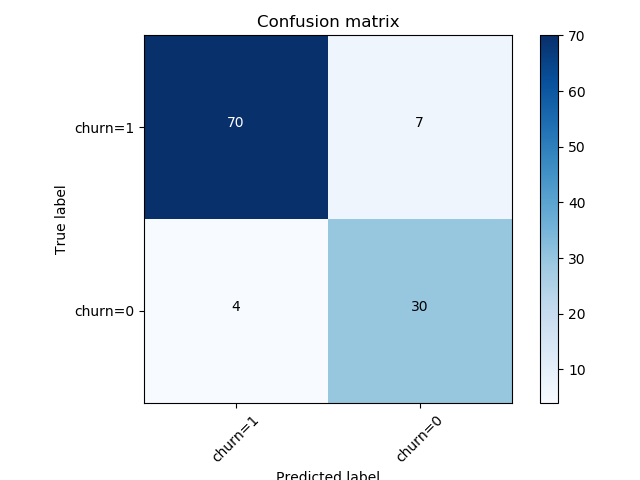 Confusion matrix
True label
churn=1
70
7
churn=0
4
30
churn=1
churn=0
Predicted label
70
60
50
40
30
20
10